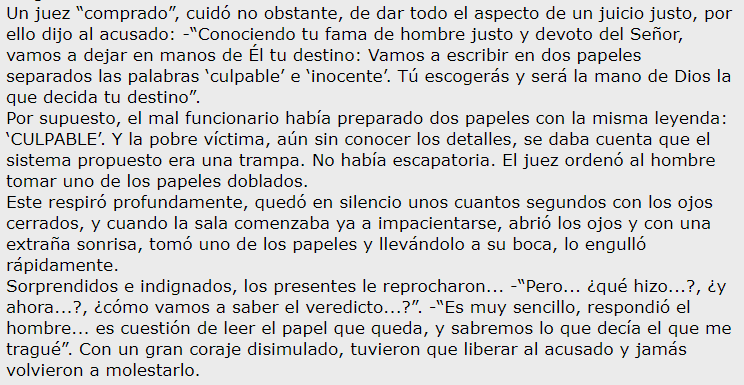 Un juez “comprado”, cuidó no obstante, de dar todo el aspecto de un juicio justo, por
ello dijo al acusado: -“Conociendo tu fama de hombre justo y devoto del Señor,
vamos a dejar en manos de Él tu destino: Vamos a escribir en dos papeles
separados las palabras ‘culpable’ e ‘inocente’. Tú escogerás y será la mano de Dios la
que decida tu destino”.
Por supuesto, el mal funcionario había preparado dos papeles con la misma leyenda:
‘CULPABLE’. Y la pobre víctima, aún sin conocer los detalles, se daba cuenta que el
sistema propuesto era una trampa. No había escapatoria. El juez ordenó al hombre
tomar uno de los papeles doblados.
Este respiró profundamente, quedó en silencio unos cuantos segundos con los ojos
cerrados, y cuando la sala comenzaba ya a impacientarse, abrió los ojos y con una
extraña sonrisa, tomó uno de los papeles y llevándolo a su boca, lo engulló
rápidamente.
Sorprendidos e indignados, los presentes le reprocharon... -“Pero... ¿qué hizo...?, ¿y
ahora...?, ¿cómo vamos a saber el veredicto...?”. -“Es muy sencillo, respondió el
hombre... es cuestión de leer el papel que queda, y sabremos lo que decía el que me
tragué”. Con un gran coraje disimulado, tuvieron que liberar al acusado y jamás
volvieron a molestarlo.